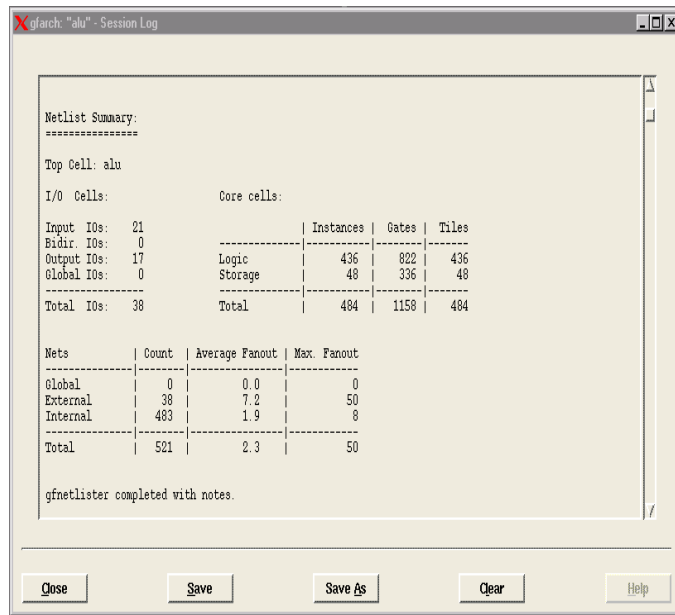 gfarch: "alu" - Session Log
Netlist Summary:
================
Top Cell: alu
I/O Cells:                 Core cells:
Input IOs:    21                        | Instances |  Gates |  Tiles
Bidir. IOs:    0           --------------|-----------|--------|-------
Output IOs:   17           Logic         |       436 |    822 |    436
Global IOs:    0           Storage       |        48 |    336 |     48
-----------------          --------------|-----------|--------|-------
Total IOs:    38           Total         |       484 |   1158 |    484
Nets            | Count  | Average Fanout | Max. Fanout
----------------|--------|----------------|------------
Global          |     0  |       0.0      |          0
External        |    38  |       7.2      |         50
Internal        |   483  |       1.9      |          8
----------------|--------|----------------|------------
Total           |   521  |       2.3      |         50
gfnetlister completed with notes.
Close Save Save As Clear Help